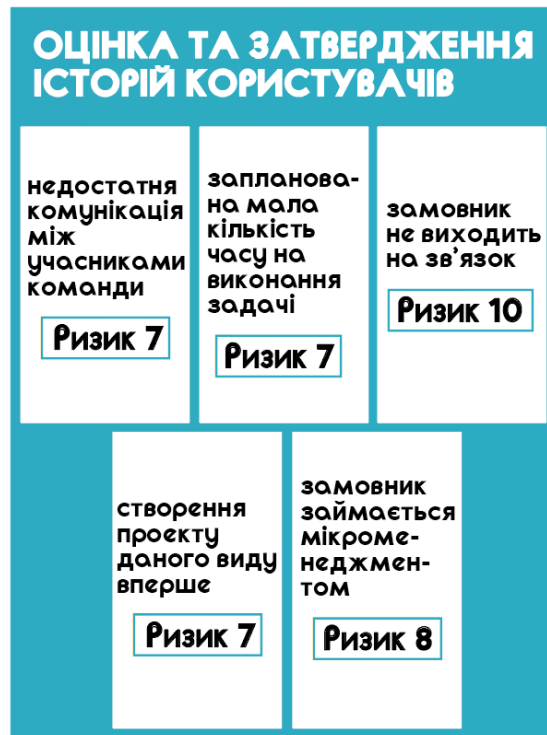 ОЦІНКА ТА ЗАТВЕРДЖЕННЯ
ІСТОРІЙ КОРИСТУВАЧІВ
недостатня
комунікація
між
учасниками
команди
Ризик 7
запланова-
на мала
кількість
часу на
виконання
задачі
Ризик 7
замовник
не виходить
на зв’язок
Ризик 10
створення
проекту
даного виду
вперше
Ризик 7
замовник
займається
мікроме-
неджмен-
том
Ризик 8